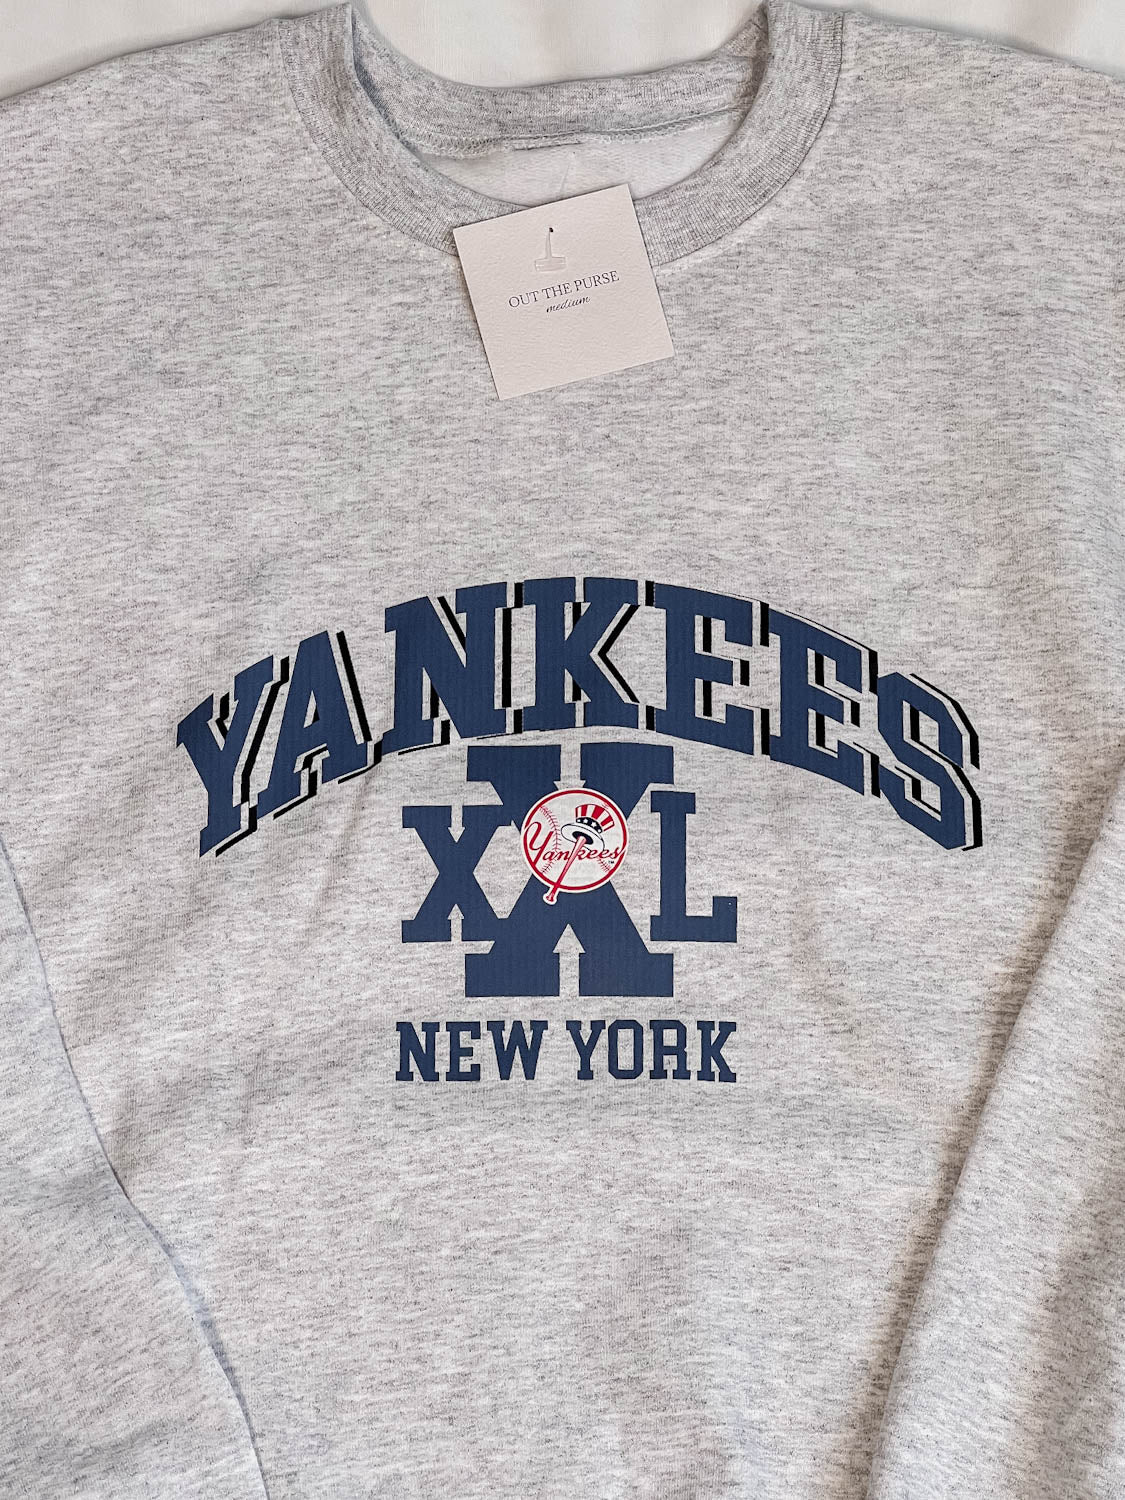 OUT THE PURSE
medium
YANKEES
XXL
Yankees
NEW YORK